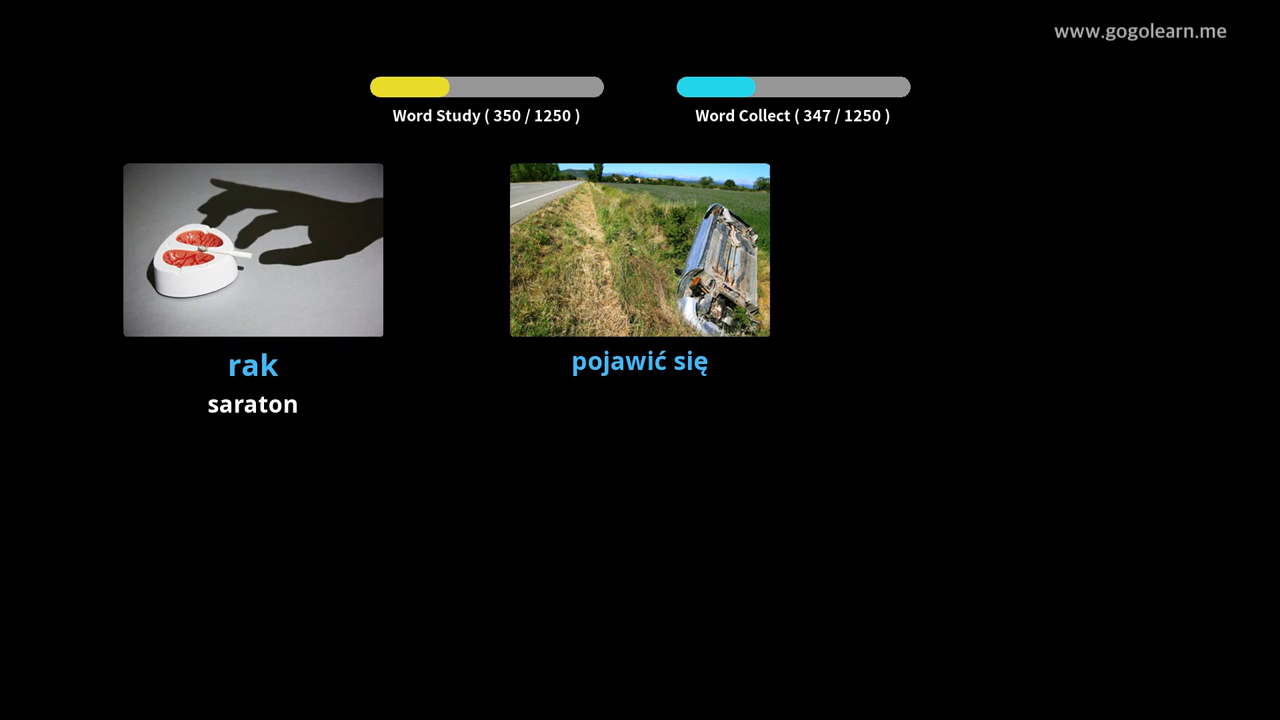 www.gogolearn.me
Word Study ( 350 / 1250 )
Word Collect ( 347 / 1250 )
rak
saraton
pojawić się